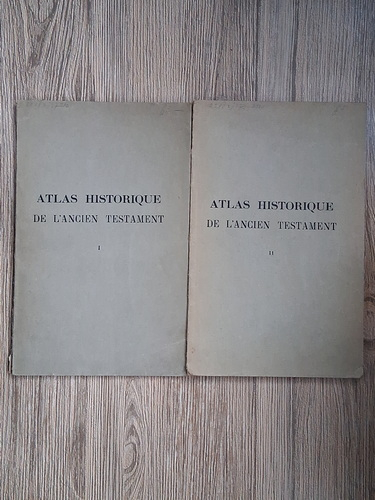 ATLAS HISTORIQUE
DE L'ANCIEN TESTAMENT
I
ATLAS HISTORIQUE
DE L'ANCIEN TESTAMENT
II